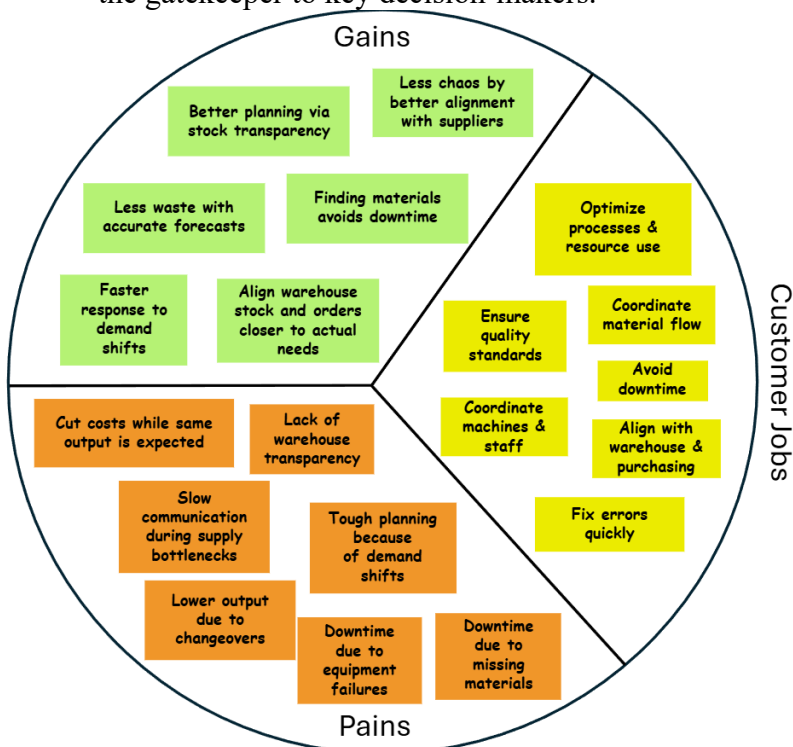 the gatekeeper to key decision-makers.
Gains
Less chaos by
better alignment
with suppliers
Better planning via
stock transparency
Less waste with
accurate forecasts
Finding materials
avoids downtime
Faster
response to
demand
shifts
Align warehouse
stock and orders
closer to actual
needs
Customer Jobs
Optimize
processes &
resource use
Coordinate
material flow
Ensure
quality
standards
Avoid
downtime
Coordinate
machines &
staff
Align with
warehouse &
purchasing
Fix errors
quickly
Cut costs while same
output is expected
Lack of
warehouse
transparency
Slow
communication
during supply
bottlenecks
Tough planning
because
of demand
shifts
Lower output
due to
changeovers
Downtime
due to
equipment
failures
Downtime
due to
missing
materials
Pains